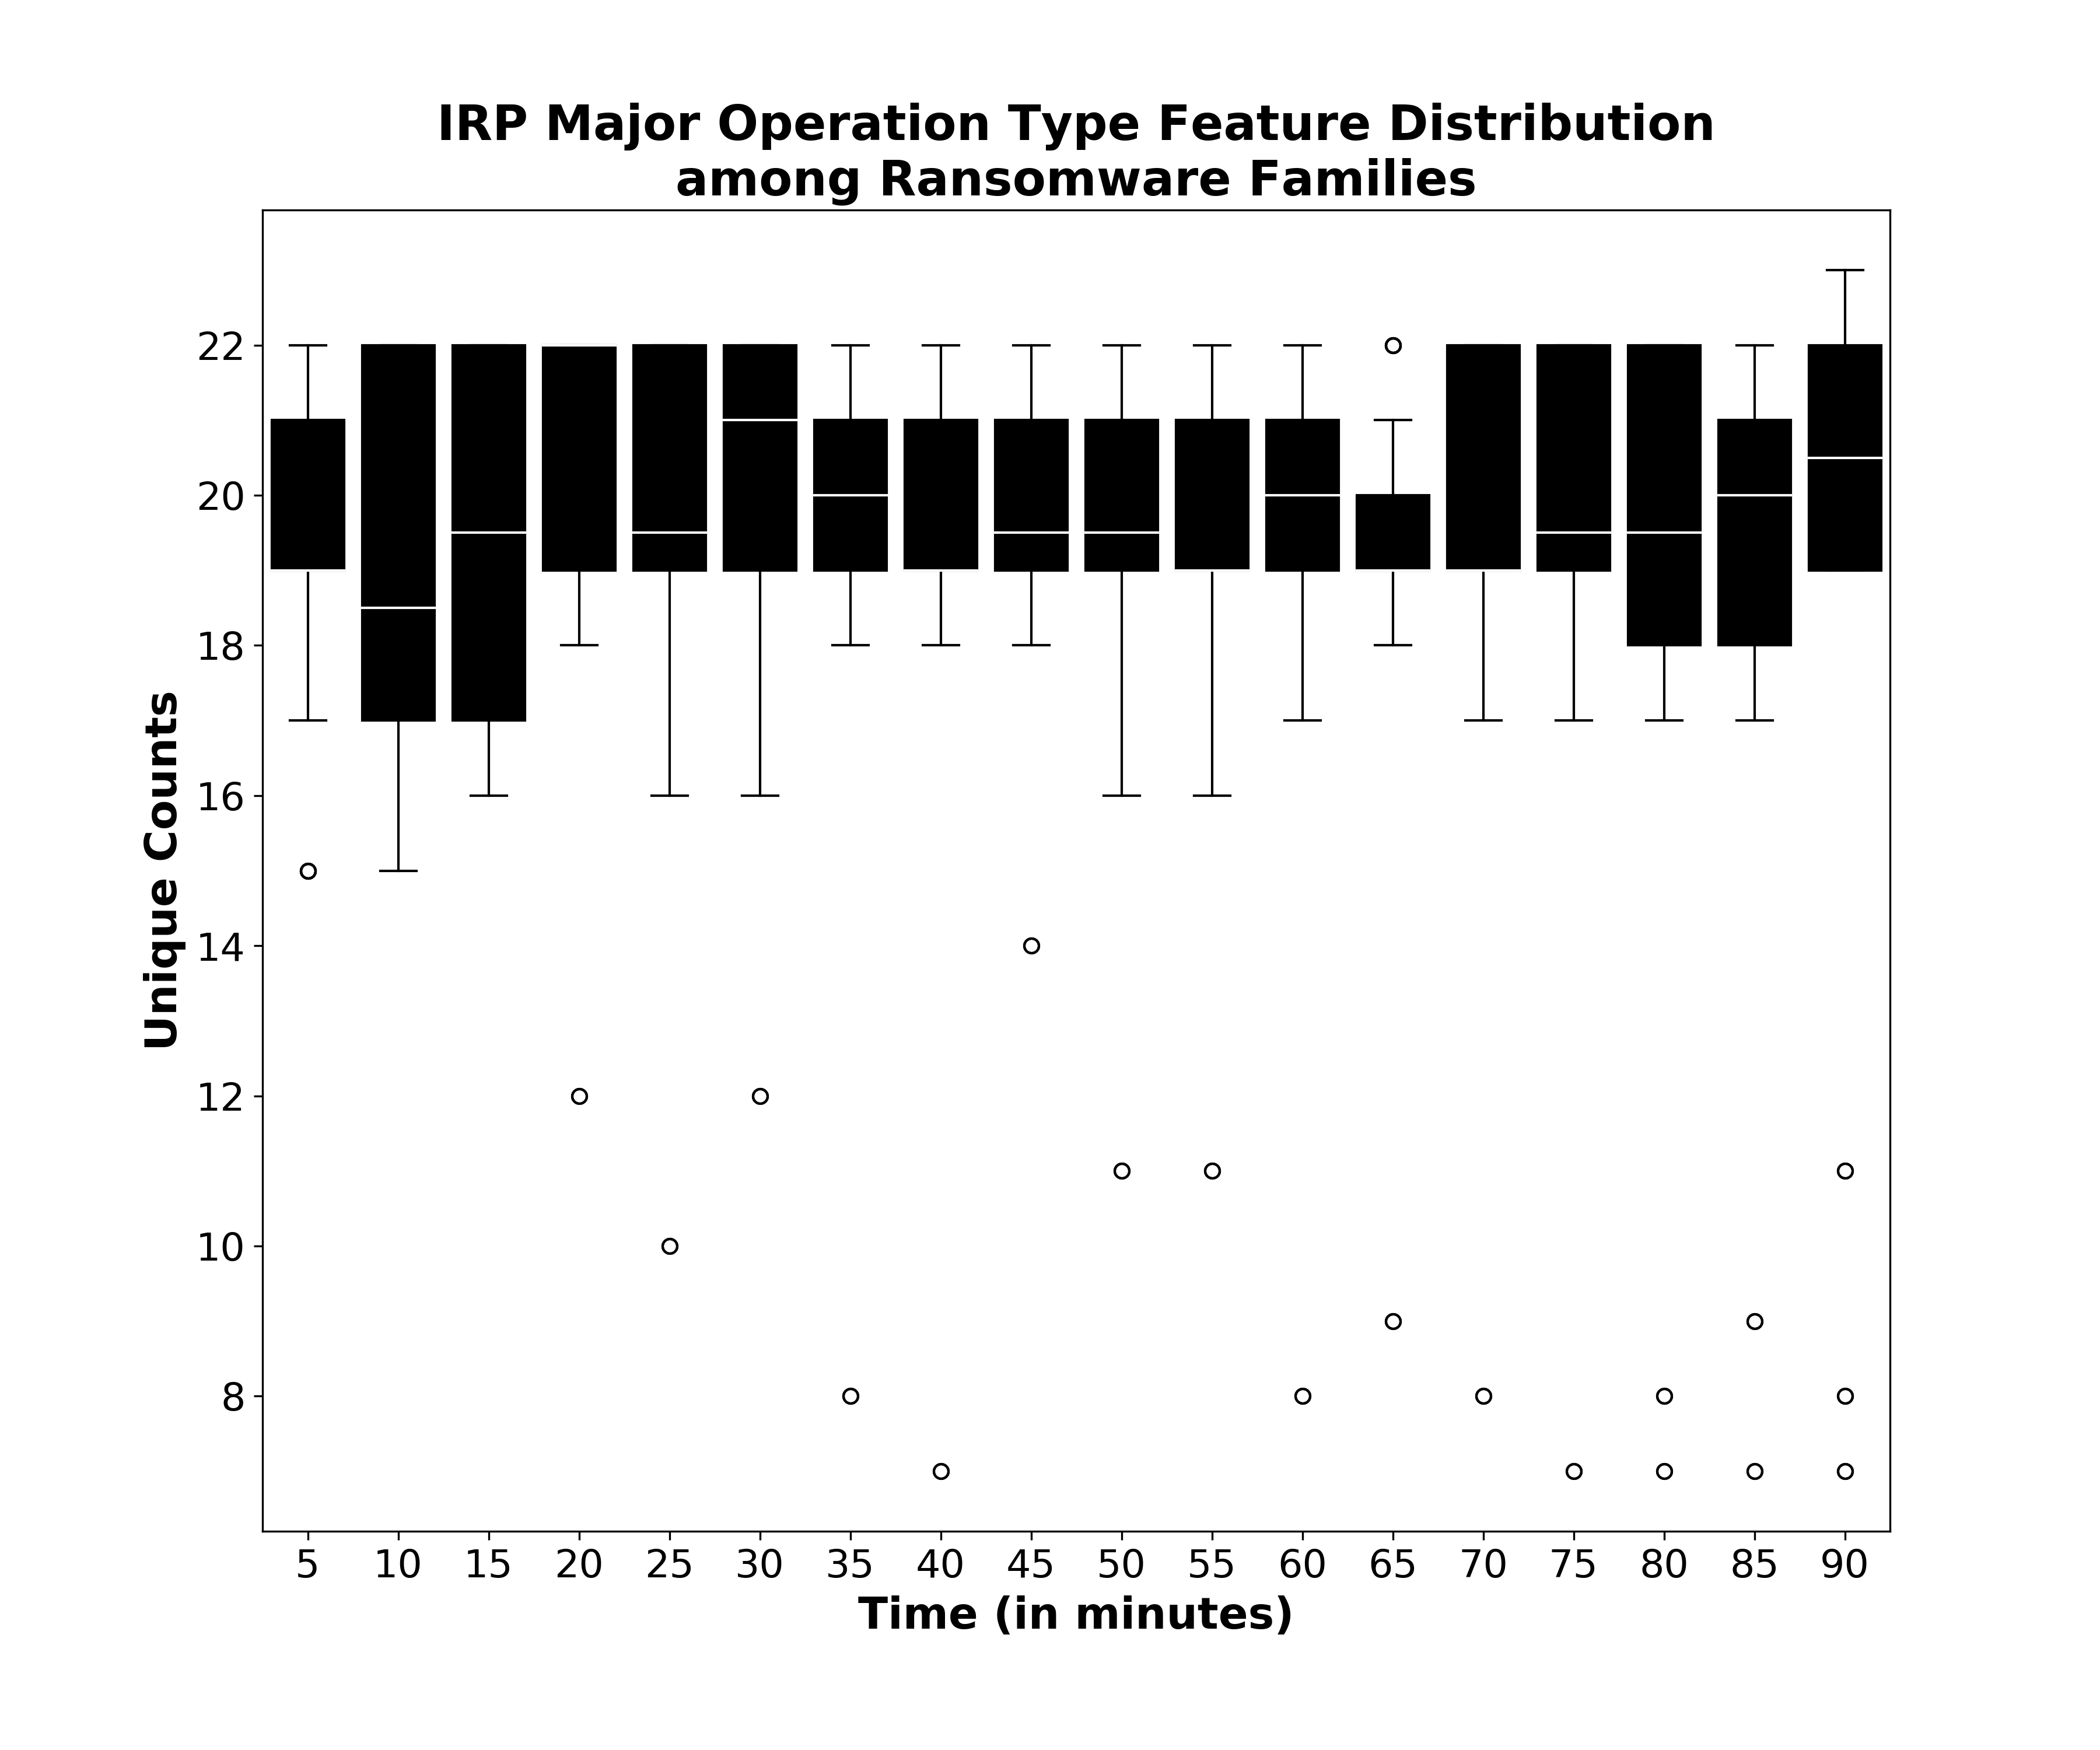 IRP Major Operation Type Feature Distribution
among Ransomware Families
Unique Counts
22
20
18
16
14
12
10
8
5 10 15 20 25 30 35 40 45 50 55 60 65 70 75 80 85 90
Time (in minutes)